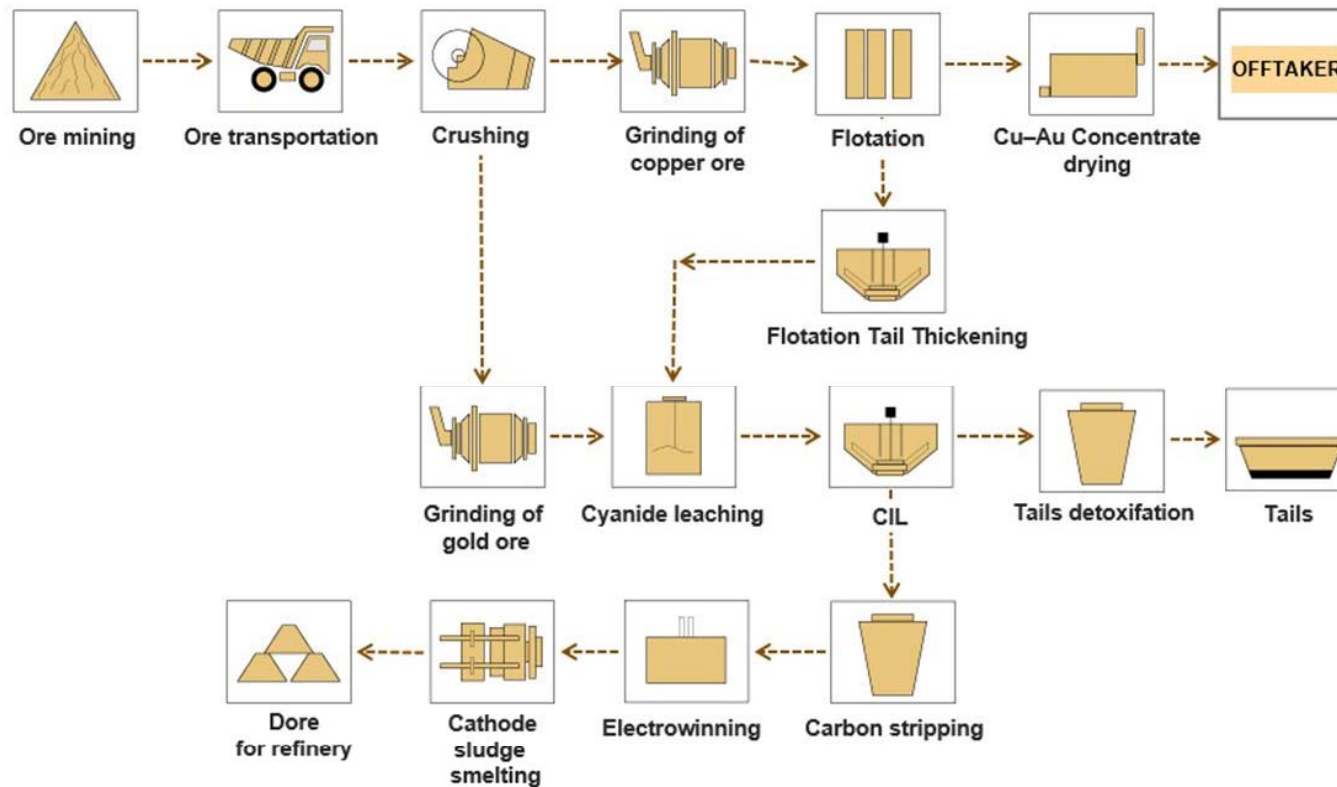 OFFTAKER
Ore mining
Ore transportation
Crushing
Grinding of
copper ore
Flotation
Cu–Au Concentrate
drying
Flotation Tail Thickening
Grinding of
gold ore
Cyanide leaching
CIL
Tails detoxifation
Tails
Dore
for refinery
Cathode
sludge
smelting
Electrowinning
Carbon stripping